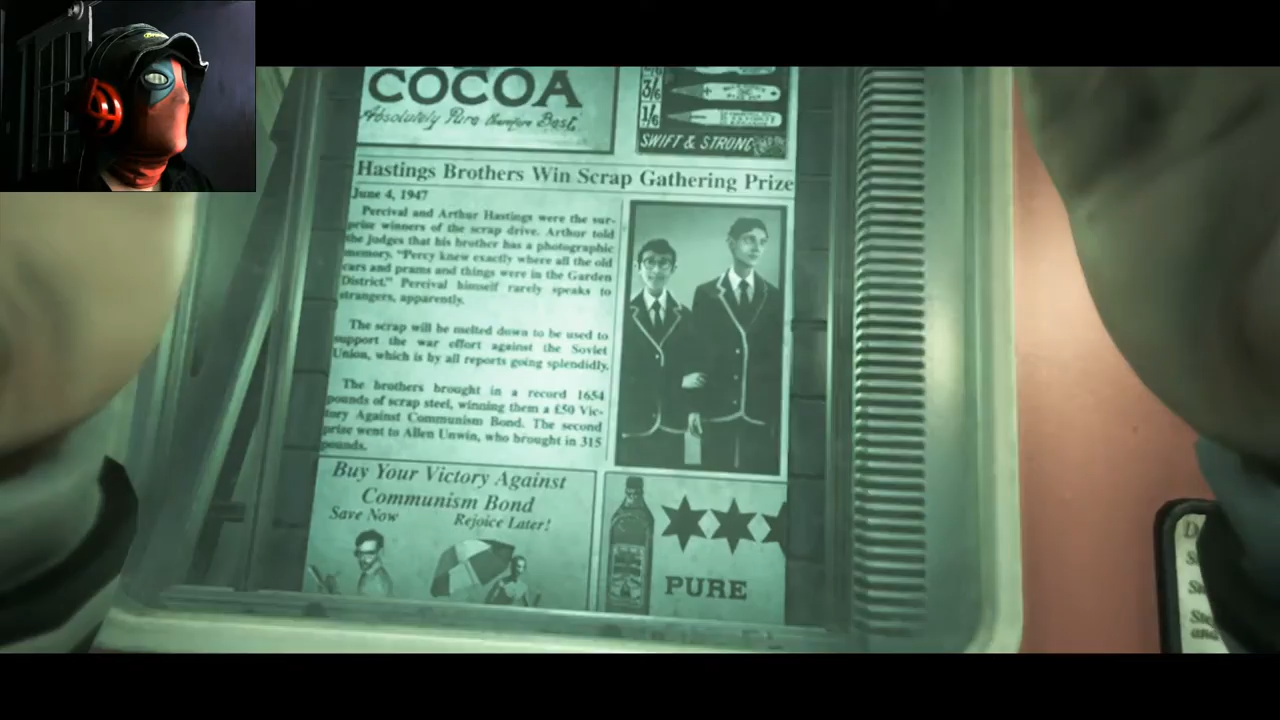 COCOA
Absolutely Pure therefore Best.
3/6
1/6
SWIFT & STRONG
Hastings Brothers Win Scrap Gathering Prize
June 4, 1947
Percival and Arthur Hastings were the sur-
prize winners of the scrap drive. Arthur told
the judges that his brother has a photographic
memory. "Percy knew exactly where all the old
cars and prams and things were in the Garden
District." Percival himself rarely speaks to
strangers, apparently.
The scrap will be melted down to be used to
support the war effort against the Soviet
Union, which is by all reports going splendidly.
The brothers brought in a record 1654
pounds of scrap steel, winning them a £50 Vic-
tory Against Communism Bond. The second
prize went to Allen Unwin, who brought in 315
pounds.
Buy Your Victory Against
Communism Bond
Save Now
Rejoice Later!
PURE